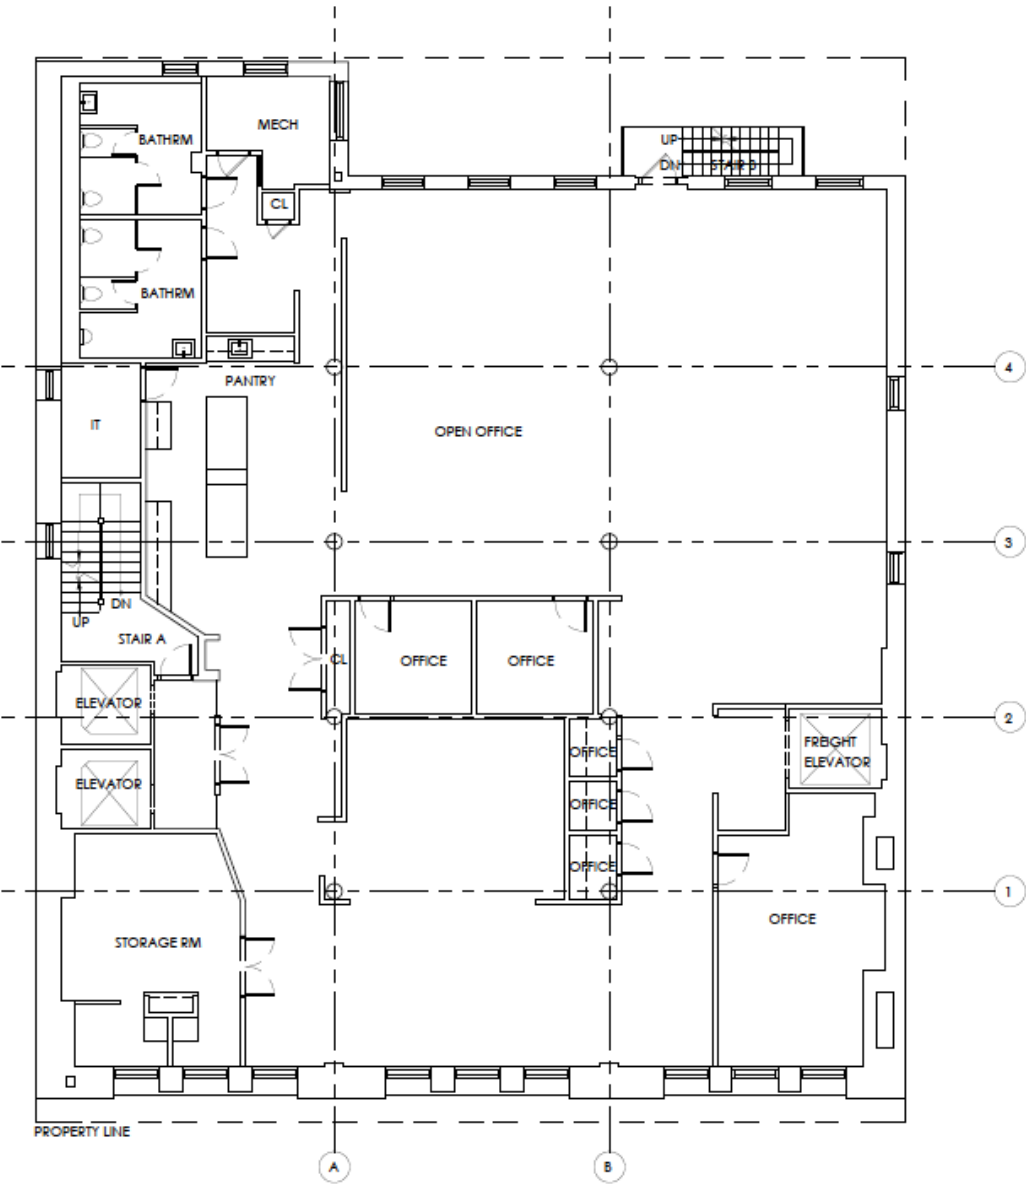 MECH
UP
BATHRM
DN
STAIR B
CL
BATHRM
4
PANTRY
IT
OPEN OFFICE
3
DN
UP
STAIR A
CL
OFFICE
OFFICE
ELEVATOR
2
FREIGHT
ELEVATOR
OFFICE
ELEVATOR
OFFICE
OFFICE
1
OFFICE
STORAGE RM
PROPERTY LINE
A
B